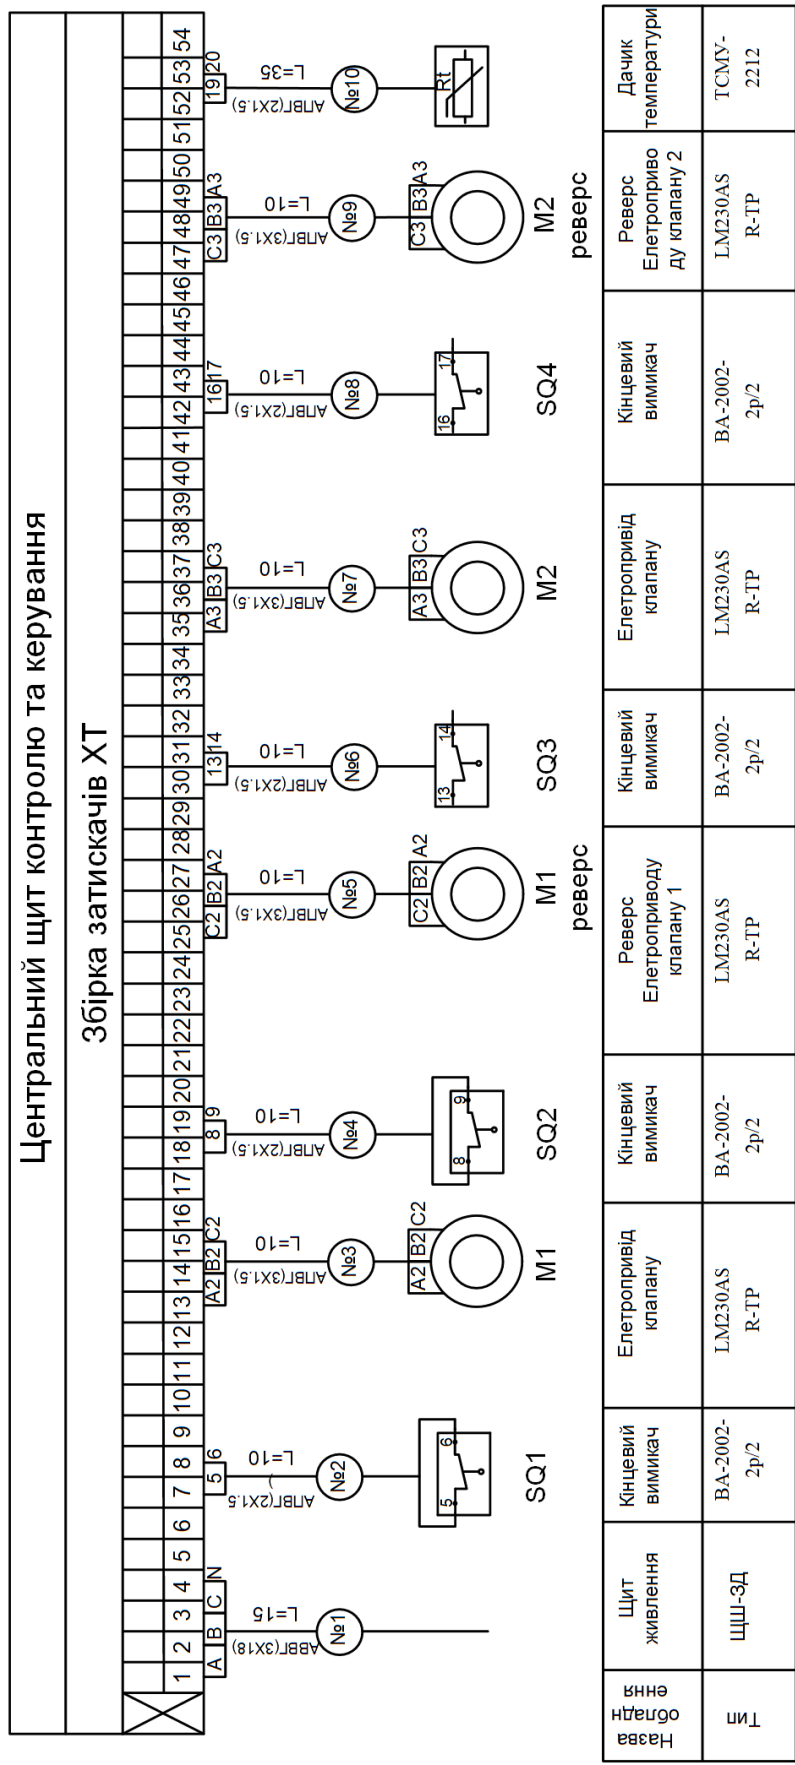 Центральний щит контролю та керування
Збірка затискачів ХТ
1 2 3 4 5 6 7 8 9 10 11 12 13 14 15 16 17 18 19 20 21 22 23 24 25 26 27 28 29 30 31 32 33 34 35 36 37 38 39 40 41 42 43 44 45 46 47 48 49 50 51 52 53 54
A B C N
АВВГ(3Х18)
L=15
№1
5 6
АПВГ(2Х1.5)
L=10
№2
5 6
SQ1
A2 B2 C2
АПВГ(3Х1.5)
L=10
№3
A2 B2 C2
M1
8 9
АПВГ(2Х1.5)
L=10
№4
8 9
SQ2
C2 B2 A2
АПВГ(3Х1.5)
L=10
№5
C2 B2 A2
M1
реверс
13 14
АПВГ(2Х1.5)
L=10
№6
13 14
SQ3
A3 B3 C3
АПВГ(3Х1.5)
L=10
№7
A3 B3 C3
M2
16 17
АПВГ(2Х1.5)
L=10
№8
16 17
SQ4
C3 B3 A3
АПВГ(3Х1.5)
L=10
№9
C3 B3 A3
M2
реверс
19 20
АПВГ(2Х1.5)
L=35
№10
Rt
Назва
обладн
ення
Щит
живлення
Кінцевий
вимикач
Елетропривід
клапану
Кінцевий
вимикач
Реверс
Елетроприводу
клапану 1
Кінцевий
вимикач
Елетропривід
клапану
Кінцевий
вимикач
Реверс
Елетроприво
ду клапану 2
Дачик
температури
Тип
ЩШ-3Д
ВА-2002-
2р/2
LM230AS
R-TP
ВА-2002-
2р/2
LM230AS
R-TP
ВА-2002-
2р/2
LM230AS
R-TP
ВА-2002-
2р/2
LM230AS
R-TP
ТСМУ-
2212